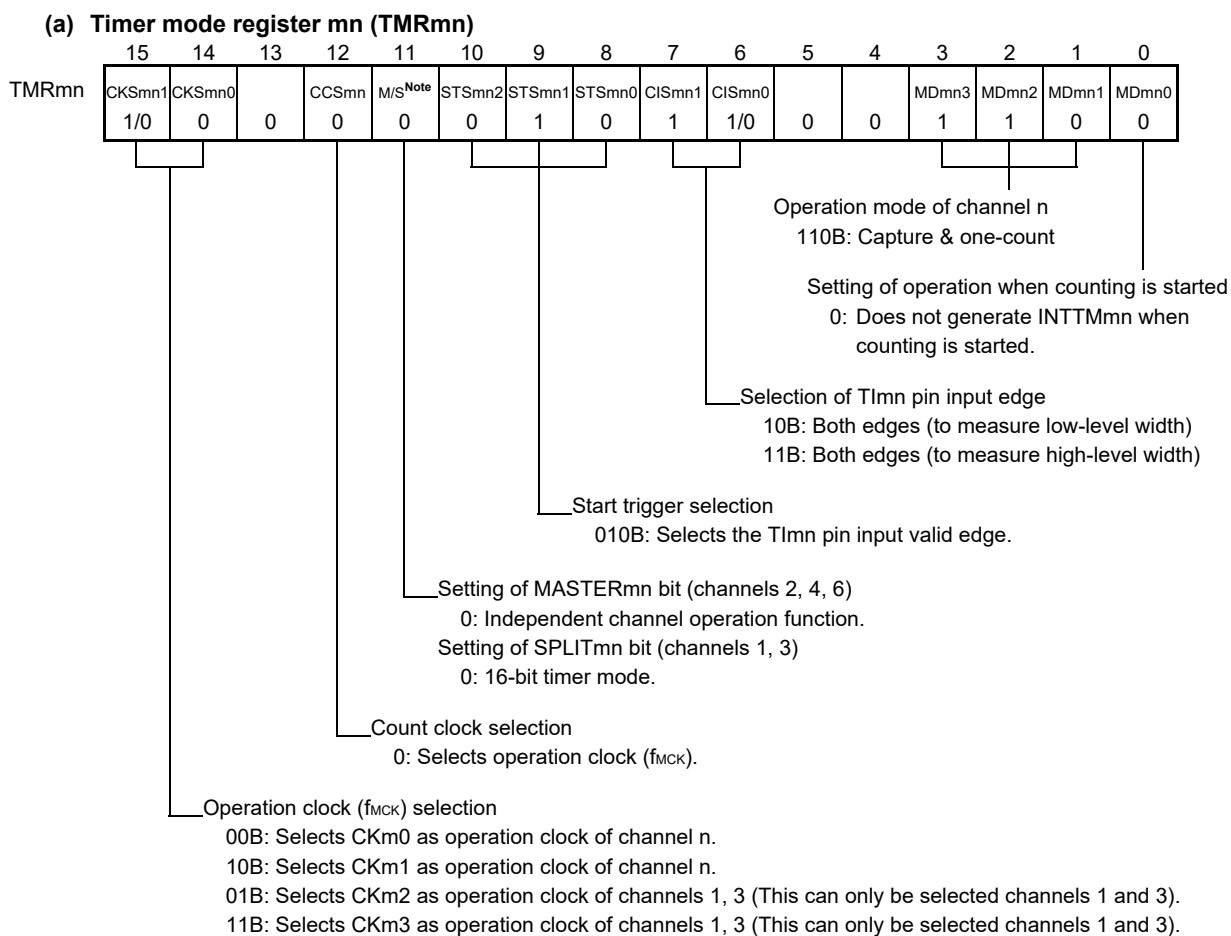 (a) Timer mode register mn (TMRmn)
15 14 13 12 11 10 9 8 7 6 5 4 3 2 1 0
TMRmn CKSmn1 CKSmn0 CCSmn M/SNote STSmn2 STSmn1 STSmn0 CISmn1 CISmn0 MDmn3 MDmn2 MDmn1 MDmn0
1/0 0 0 0 0 0 1 0 1 1/0 0 0 1 1 0 0
Operation mode of channel n
110B: Capture & one-count
Setting of operation when counting is started
0: Does not generate INTTMmn when
counting is started.
Selection of TImn pin input edge
10B: Both edges (to measure low-level width)
11B: Both edges (to measure high-level width)
Start trigger selection
010B: Selects the TImn pin input valid edge.
Setting of MASTERmn bit (channels 2, 4, 6)
0: Independent channel operation function.
Setting of SPLITmn bit (channels 1, 3)
0: 16-bit timer mode.
Count clock selection
0: Selects operation clock (fMCK).
Operation clock (fMCK) selection
00B: Selects CKm0 as operation clock of channel n.
10B: Selects CKm1 as operation clock of channel n.
01B: Selects CKm2 as operation clock of channels 1, 3 (This can only be selected channels 1 and 3).
11B: Selects CKm3 as operation clock of channels 1, 3 (This can only be selected channels 1 and 3).